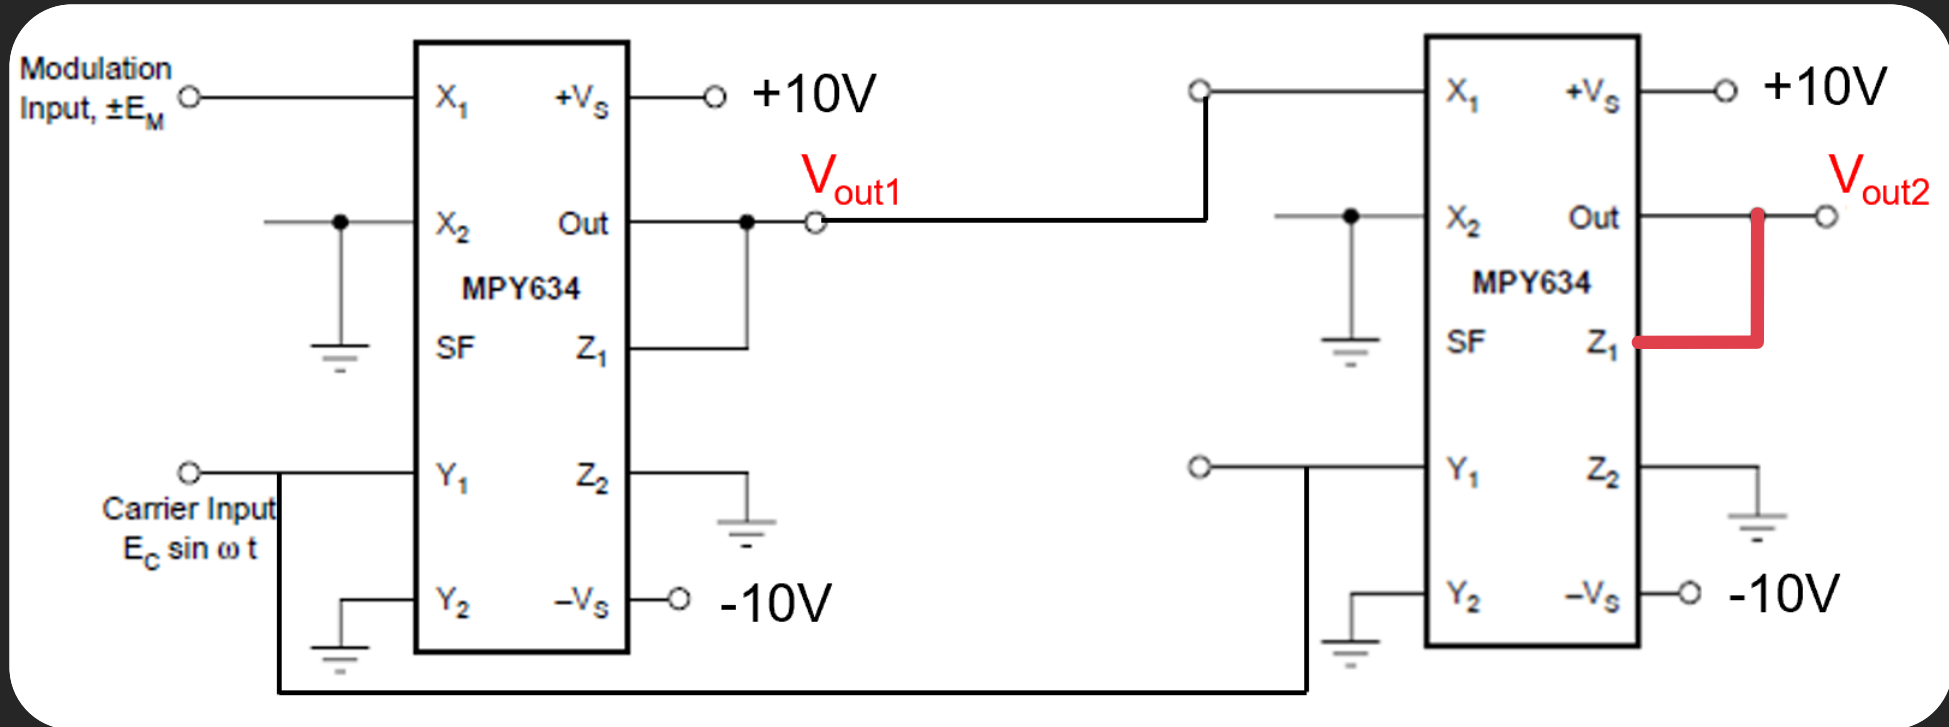 Modulation
Input, ±EM
X1
+VS
+10V
Vout1
X2
Out
MPY634
SF
Z1
Carrier Input
EC sin ω t
Y1
Z2
Y2
–VS
-10V
X1
+VS
+10V
Vout2
X2
Out
MPY634
SF
Z1
Y1
Z2
Y2
–VS
-10V